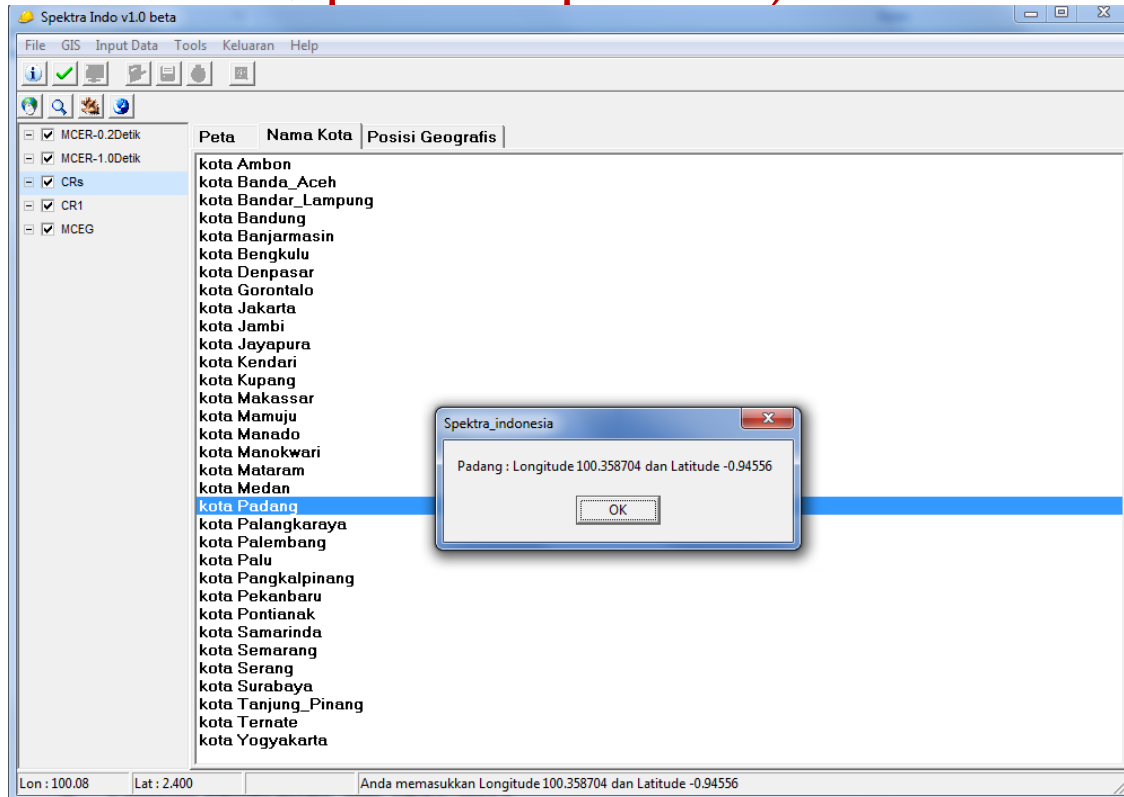 Spektra Indo v1.0 beta
File GIS Input Data Tools Keluaran Help
MCER-0.2Detik
MCER-1.0Detik
CRs
CR1
MCEG
Peta Nama Kota Posisi Geografis
kota Ambon
kota Banda_Aceh
kota Bandar_Lampung
kota Bandung
kota Banjarmasin
kota Bengkulu
kota Denpasar
kota Gorontalo
kota Jakarta
kota Jambi
kota Jayapura
kota Kendari
kota Kupang
kota Makassar
kota Mamuju
kota Manado
kota Manokwari
kota Mataram
kota Medan
kota Padang
kota Palangkaraya
kota Palembang
kota Palu
kota Pangkalpinang
kota Pekanbaru
kota Pontianak
kota Samarinda
kota Semarang
kota Serang
kota Surabaya
kota Tanjung_Pinang
kota Ternate
kota Yogyakarta
Spektra_indonesia
Padang : Longitude 100.358704 dan Latitude -0.94556
OK
Lon : 100.08 Lat : 2.400 Anda memasukkan Longitude 100.358704 dan Latitude -0.94556